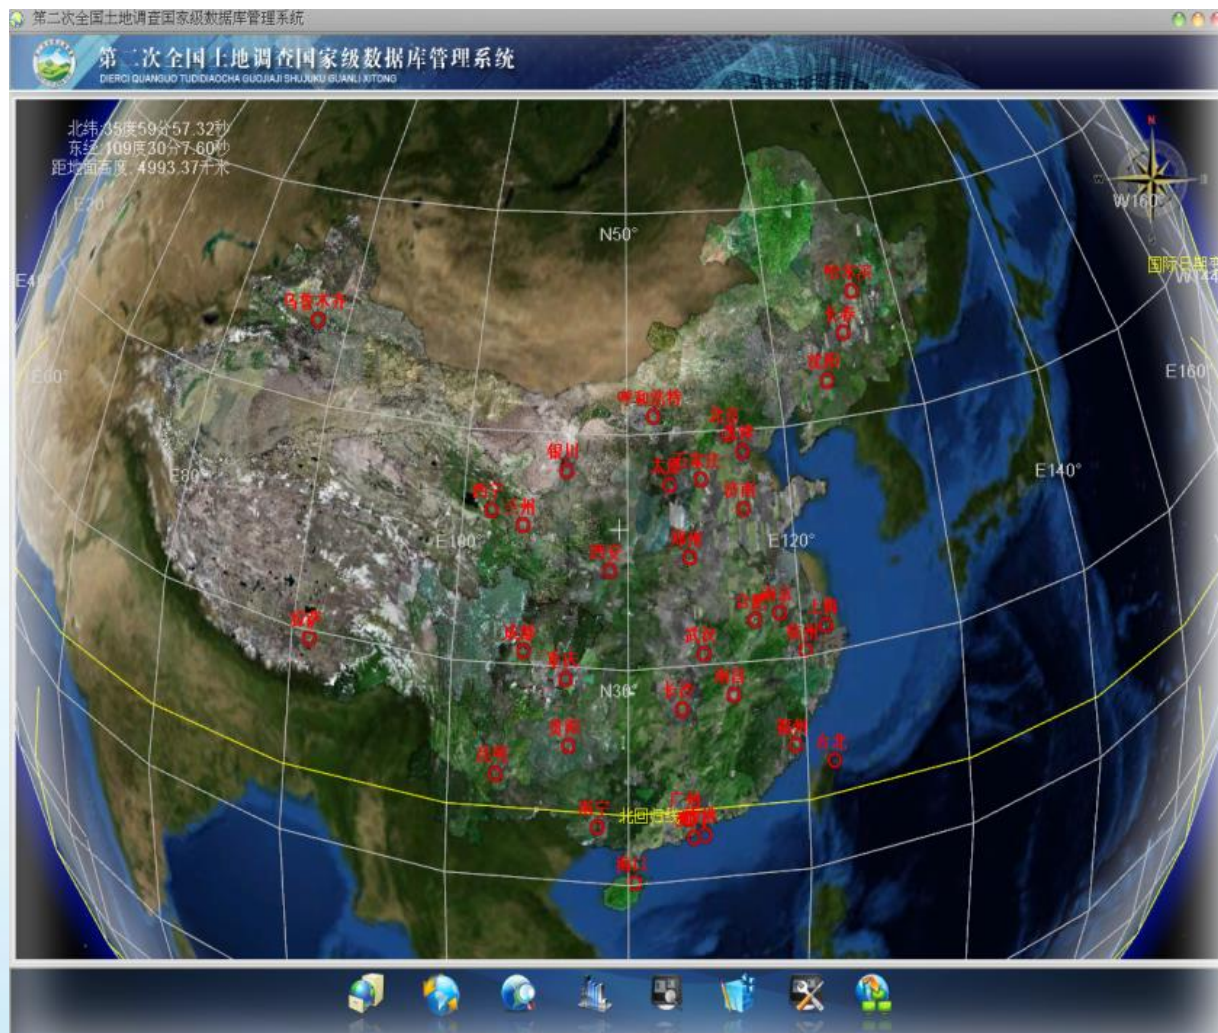 第二次全国土地调查国家级数据库管理系统
第二次全国土地调查国家级数据库管理系统
DIERCI QUANGUO TUDIDIAOCHA GUOJIAJI SHUJUKU GUANLI XITONG
北纬:35度59分57.32秒
东经:109度30分7.60秒
距地面高度: 4993.37千米
N
W
E20°
W160°
N50°
国际日期变
E40
W144
哈尔滨
乌鲁木齐
长春
沈阳
E60°
E160°
呼和浩特
北京
天津
银川
太原
石家庄
E80°
E140°
西宁
济南
兰州
E100°
郑州
E120°
西安
合肥
南京
上海
杭州
拉萨
成都
武汉
重庆
南昌
N30°
长沙
贵阳
福州
台北
昆明
广州
南宁
北回归线
海口